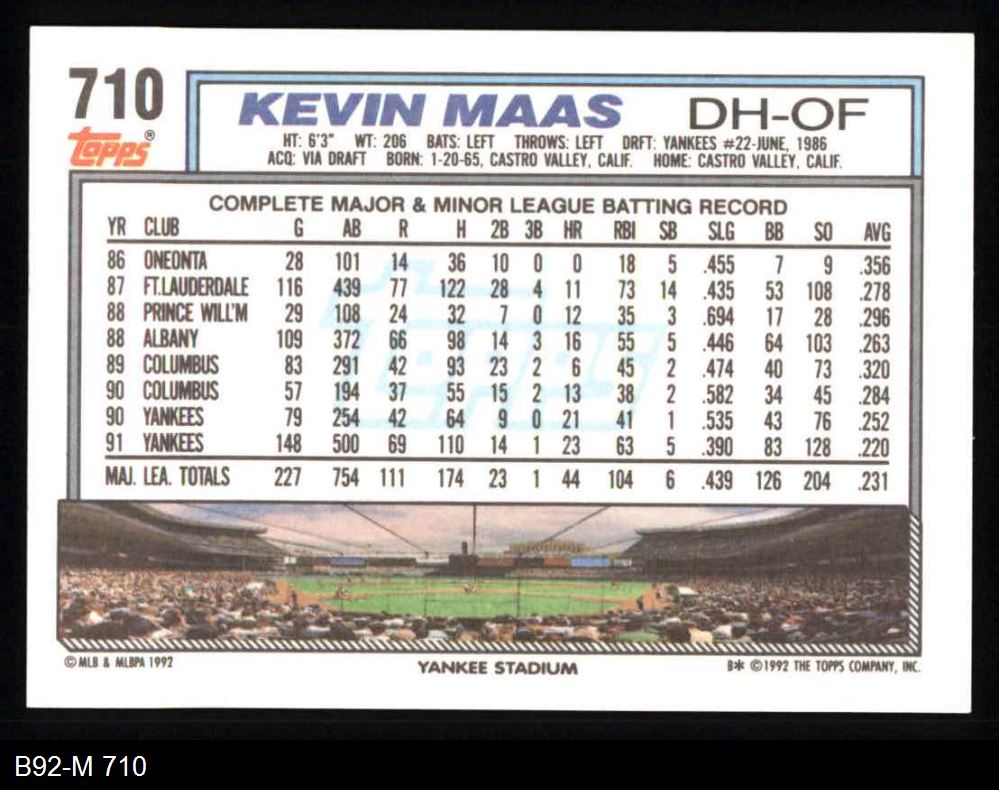 710
Topps®
KEVIN MAAS DH-OF
HT: 6'3" WT: 206 BATS: LEFT THROWS: LEFT DRFT: YANKEES #22-JUNE, 1986
ACQ: VIA DRAFT BORN: 1-20-65, CASTRO VALLEY, CALIF. HOME: CASTRO VALLEY, CALIF.
COMPLETE MAJOR & MINOR LEAGUE BATTING RECORD
YR CLUB G AB R H 2B 3B HR RBI SB SLG BB SO AVG
86 ONEONTA 28 101 14 36 10 0 0 18 5 .455 7 9 .356
87 FT.LAUDERDALE 116 439 77 122 28 4 11 73 14 .435 53 108 .278
88 PRINCE WILL'M 29 108 24 32 7 0 12 35 3 .694 17 28 .296
88 ALBANY 109 372 66 98 14 3 16 55 5 .446 64 103 .263
89 COLUMBUS 83 291 42 93 23 2 6 45 2 .474 40 73 .320
90 COLUMBUS 57 194 37 55 15 2 13 38 2 .582 34 45 .284
90 YANKEES 79 254 42 64 9 0 21 41 1 .535 43 76 .252
91 YANKEES 148 500 69 110 14 1 23 63 5 .390 83 128 .220
MAJ. LEA. TOTALS 227 754 111 174 23 1 44 104 6 .439 126 204 .231
© MLB & MLBPA 1992
YANKEE STADIUM
B* ©1992 THE TOPPS COMPANY, INC.
B92-M 710